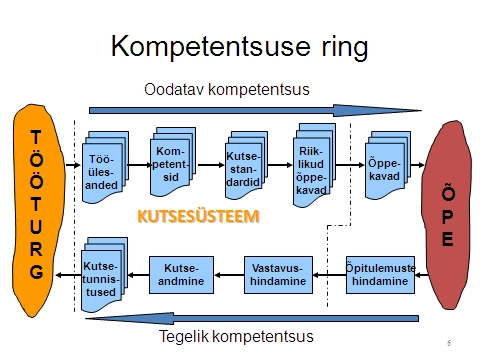 Kompetentsuse ring
Oodatav kompetentsus
TÖÖTURG
Töö-
üles-
anded
Kom-
petent-
sid
Kutse-
stan-
dardid
Riik-
likud
õppe-
kavad
Õppe-
kavad
ÕPE
KUTSESÜSTEEM
Kutse-
tunnis-
tused
Kutse-
andmine
Vastavus-
hindamine
Õpitulemuste
hindamine
Tegelik kompetentsus
6